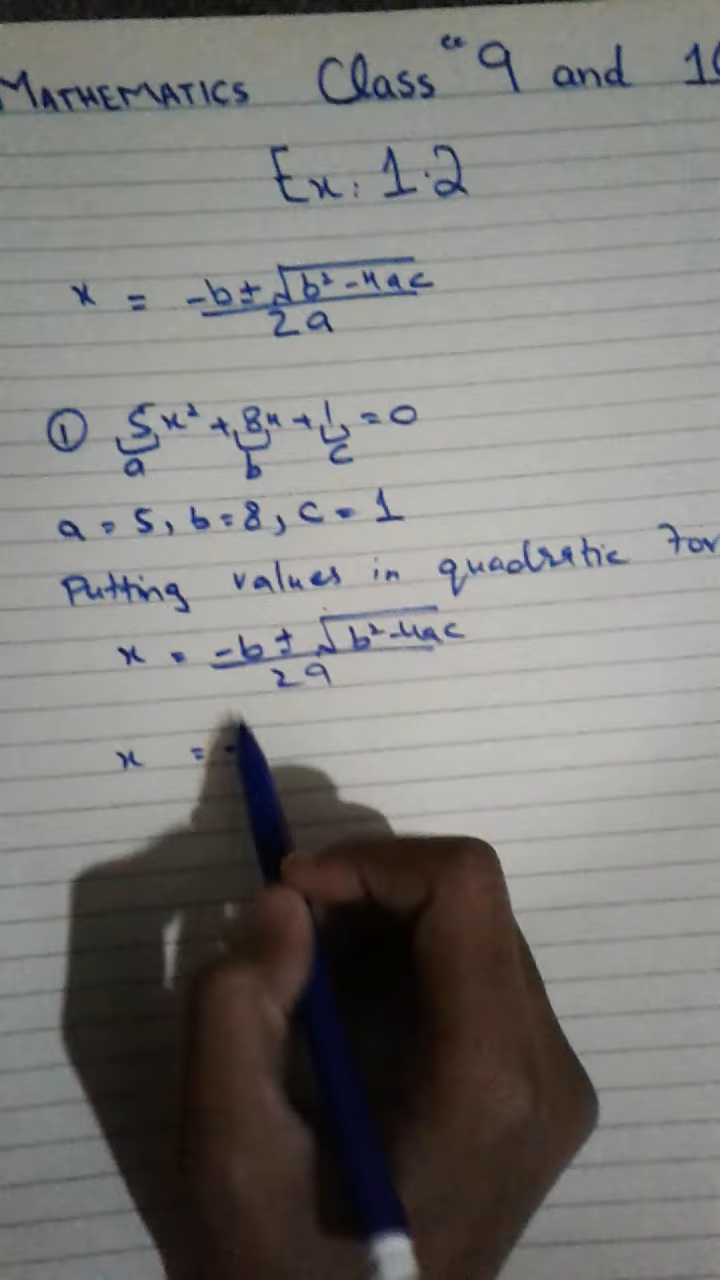 MATHEMATICS Class "9 and 10
Ex: 1.2
x = -b ± √b² - 4ac
2a
① 5x² + 8x + 1 = 0
a b c
a = 5, b = 8, c = 1
Putting values in quadratic For
x = -b ± √b² - 4ac
2a
x = -